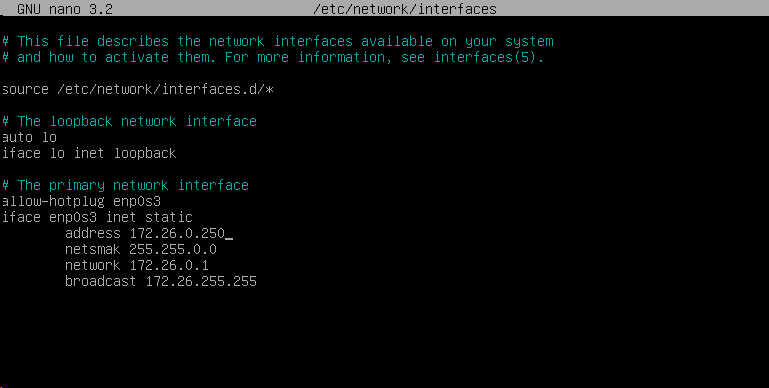 GNU nano 3.2 /etc/network/interfaces
# This file describes the network interfaces available on your system
# and how to activate them. For more information, see interfaces(5).
source /etc/network/interfaces.d/*
# The loopback network interface
auto lo
iface lo inet loopback
# The primary network interface
allow-hotplug enp0s3
iface enp0s3 inet static
address 172.26.0.250_
netsmak 255.255.0.0
network 172.26.0.1
broadcast 172.26.255.255